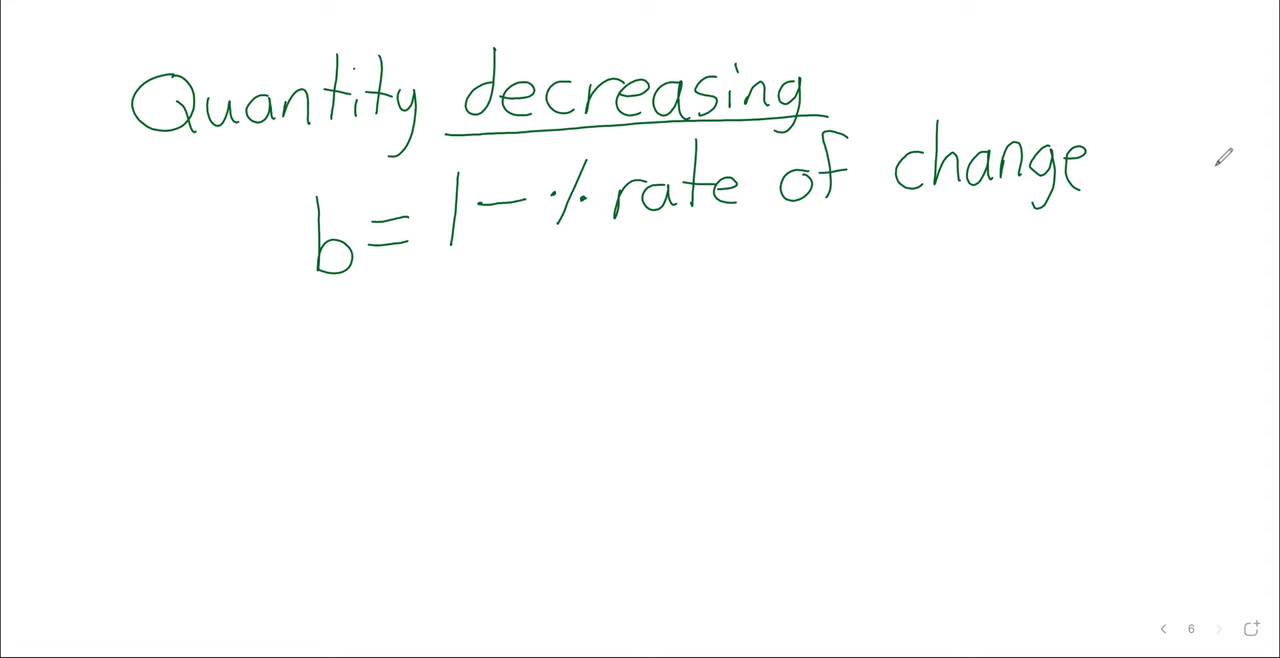 Quantity decreasing
b = 1 - % rate of change
6